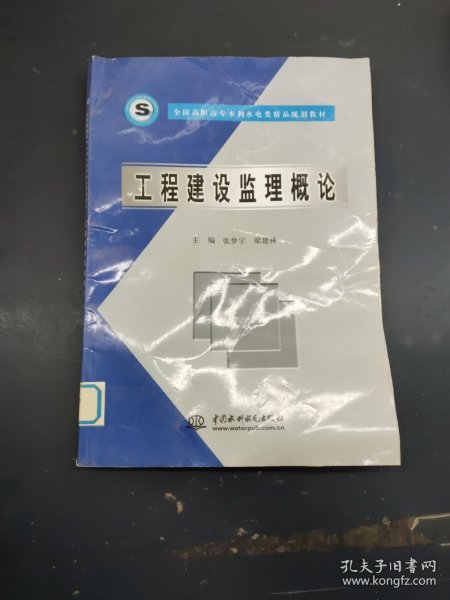 S
全国高职高专水利水电类精品规划教材
工程建设监理概论
主 编 张梦宇 梁建林
中国水利水电出版社
www.waterpub.com.cn
孔夫子旧书网
www.kongfz.com